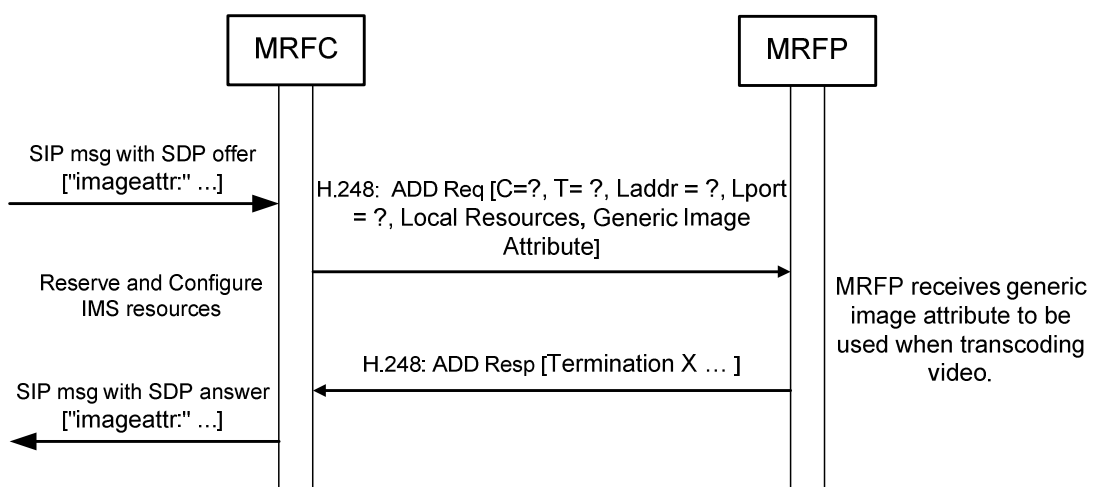 MRFC
MRFP
SIP msg with SDP offer
["imageattr:" ...]
H.248:  ADD Req [C=?, T= ?, Laddr = ?, Lport
= ?, Local Resources, Generic Image
Attribute]
Reserve and Configure
IMS resources
MRFP receives generic
image attribute to be
used when transcoding
video.
H.248: ADD Resp [Termination X … ]
SIP msg with SDP answer
["imageattr:" ...]